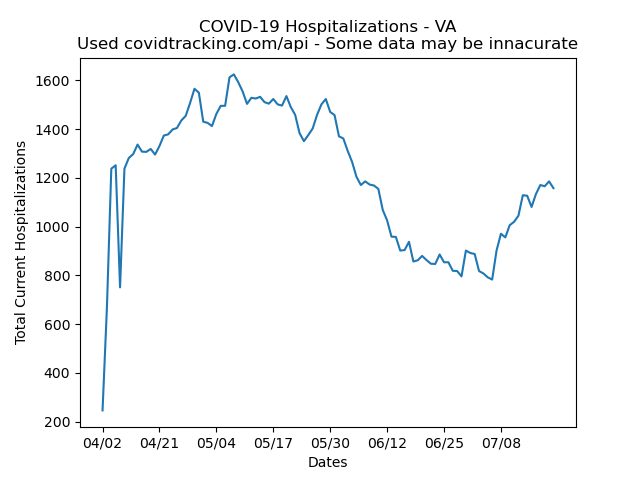 COVID-19 Hospitalizations - VA
Used covidtracking.com/api - Some data may be innacurate
Total Current Hospitalizations
1600
1400
1200
1000
800
600
400
200
04/02 04/21 05/04 05/17 05/30 06/12 06/25 07/08
Dates